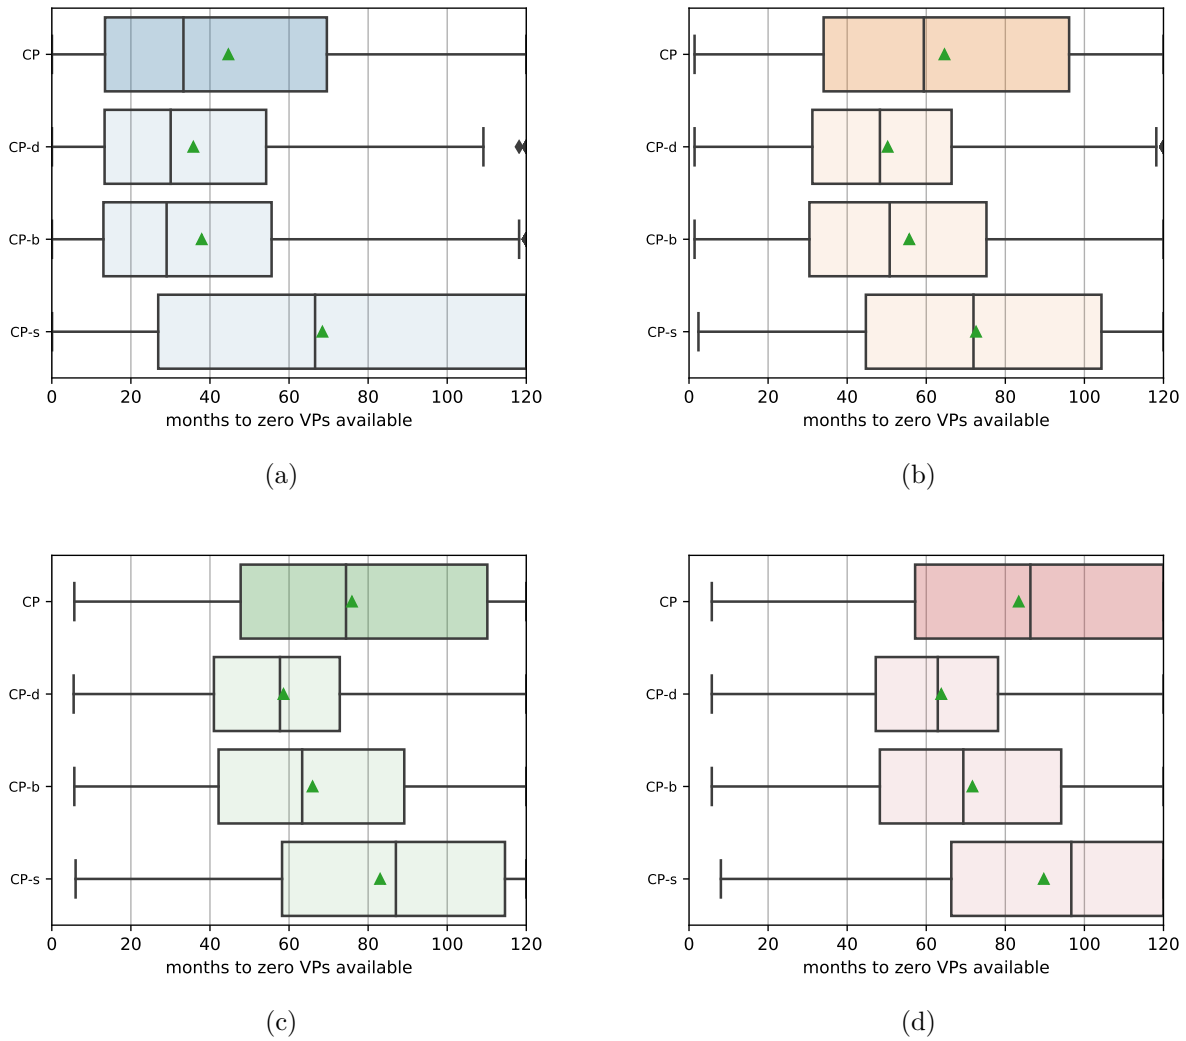 CP
CP-d
CP-b
CP-s
0 20 40 60 80 100 120
months to zero VPs available
(a)
CP
CP-d
CP-b
CP-s
0 20 40 60 80 100 120
months to zero VPs available
(b)
CP
CP-d
CP-b
CP-s
0 20 40 60 80 100 120
months to zero VPs available
(c)
CP
CP-d
CP-b
CP-s
0 20 40 60 80 100 120
months to zero VPs available
(d)